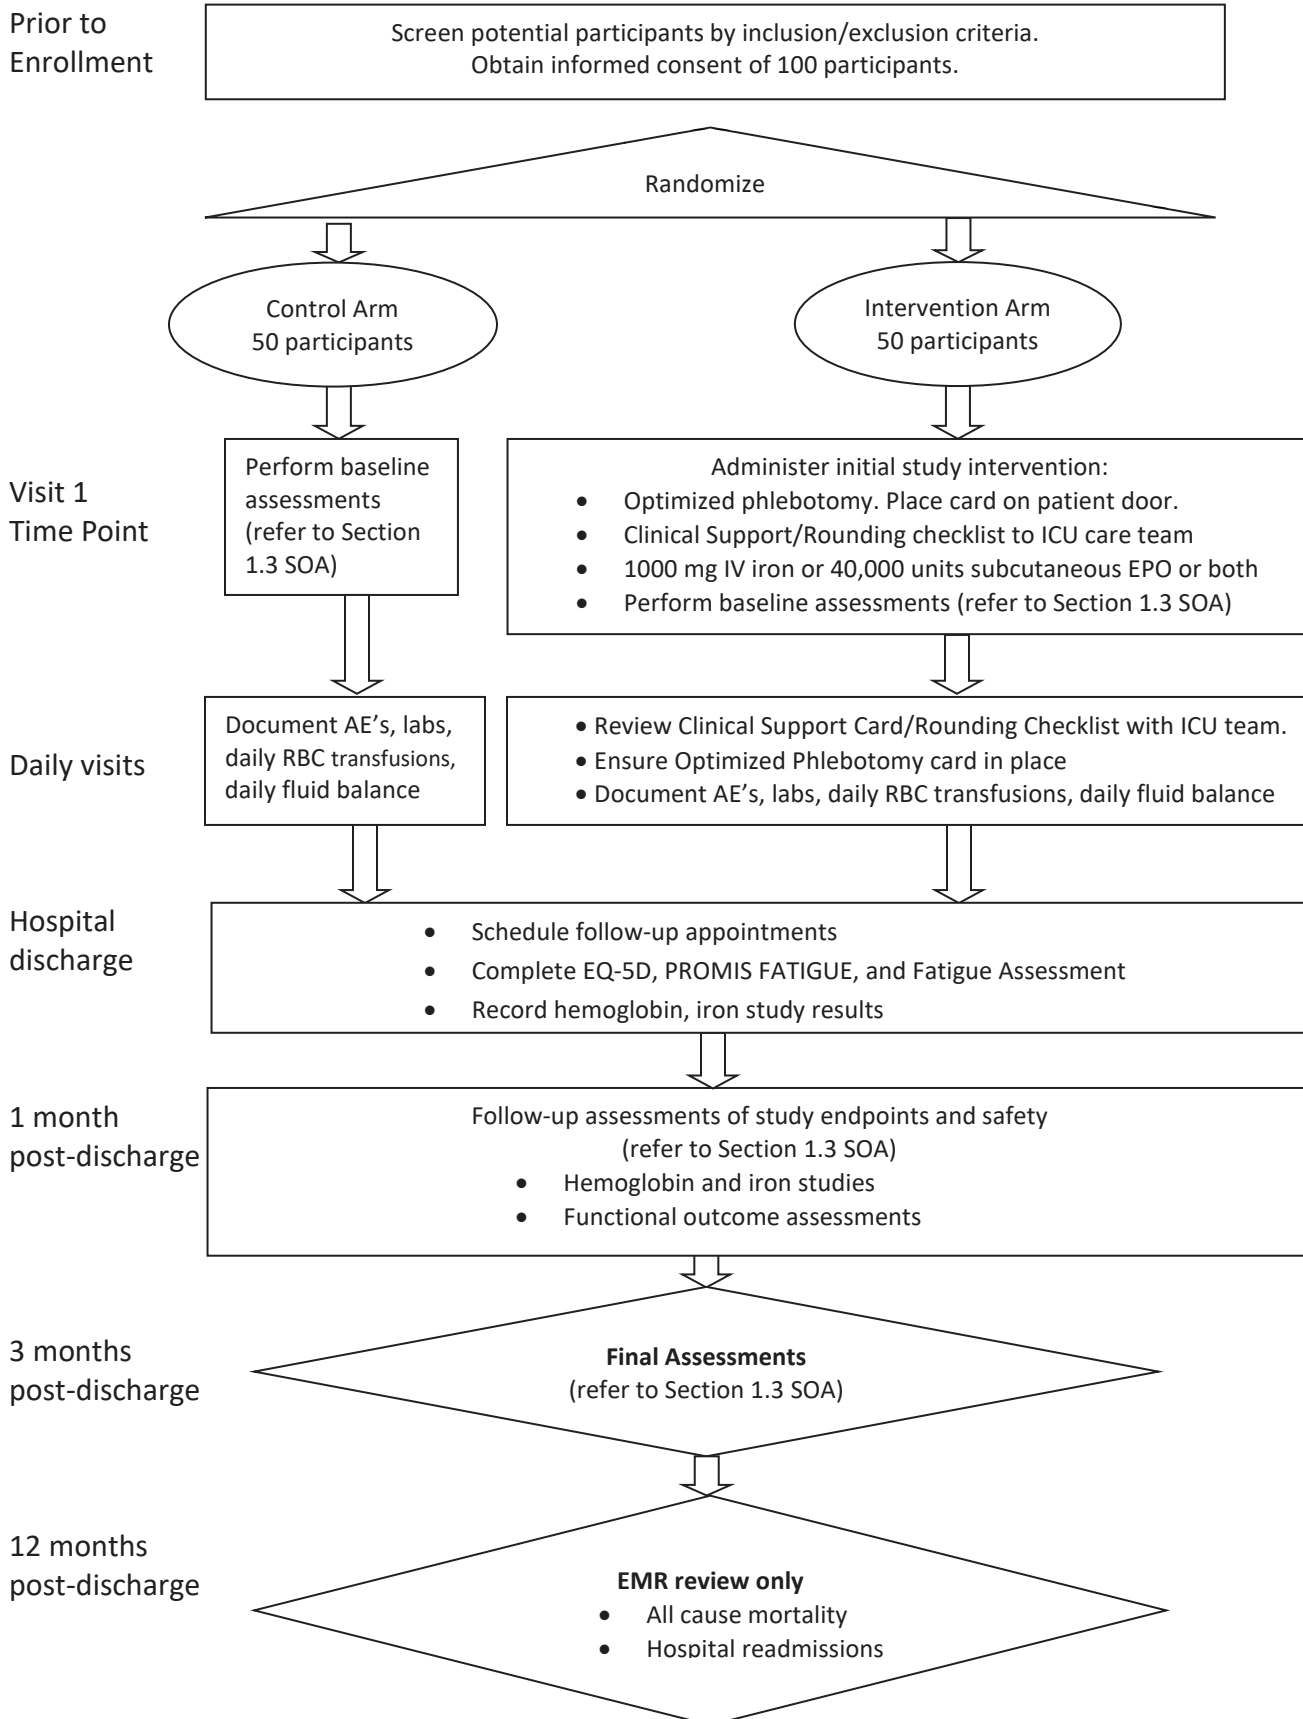 Prior to
Enrollment
Screen potential participants by inclusion/exclusion criteria.
Obtain informed consent of 100 participants.
Randomize
Control Arm
50 participants
Intervention Arm
50 participants
Visit 1
Time Point
Perform baseline
assessments
(refer to Section
1.3 SOA)
Administer initial study intervention:
• Optimized phlebotomy. Place card on patient door.
• Clinical Support/Rounding checklist to ICU care team
• 1000 mg IV iron or 40,000 units subcutaneous EPO or both
• Perform baseline assessments (refer to Section 1.3 SOA)
Daily visits
Document AE's, labs,
daily RBC transfusions,
daily fluid balance
• Review Clinical Support Card/Rounding Checklist with ICU team.
• Ensure Optimized Phlebotomy card in place
• Document AE's, labs, daily RBC transfusions, daily fluid balance
Hospital
discharge
• Schedule follow-up appointments
• Complete EQ-5D, PROMIS FATIGUE, and Fatigue Assessment
• Record hemoglobin, iron study results
1 month
post-discharge
Follow-up assessments of study endpoints and safety
(refer to Section 1.3 SOA)
• Hemoglobin and iron studies
• Functional outcome assessments
3 months
post-discharge
Final Assessments
(refer to Section 1.3 SOA)
12 months
post-discharge
EMR review only
• All cause mortality
• Hospital readmissions